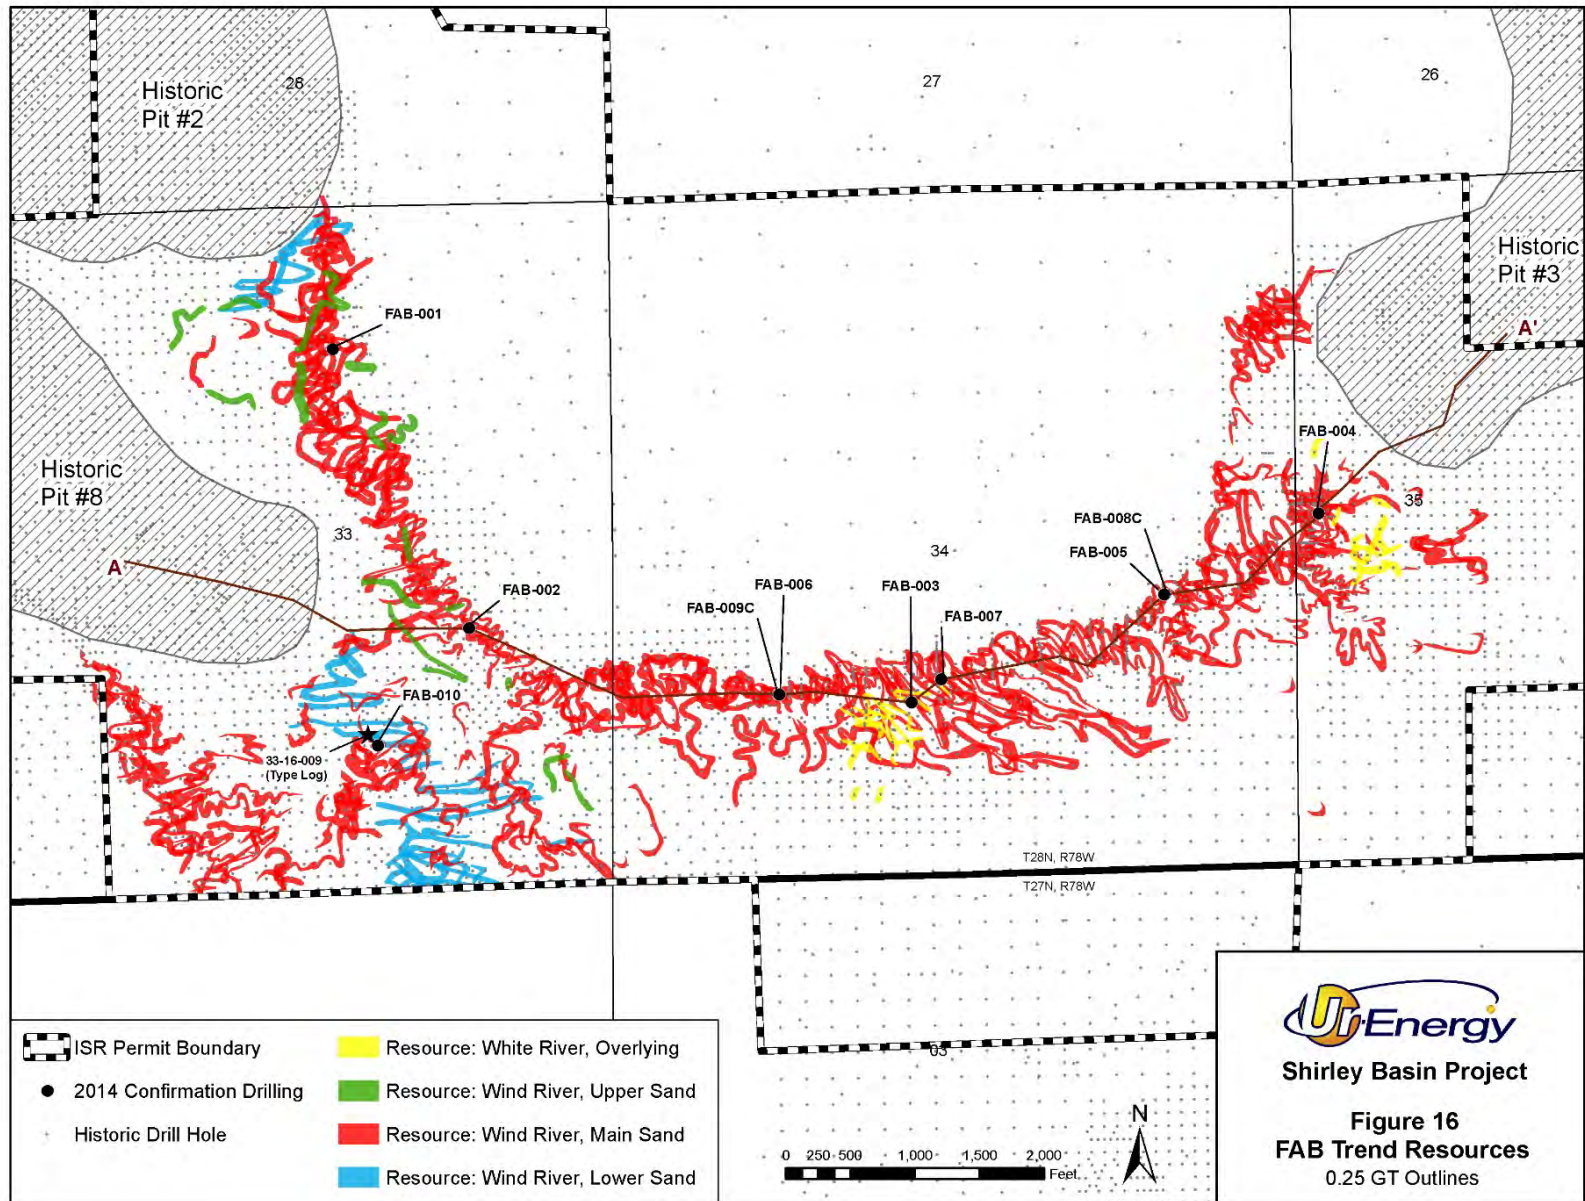 28
27
26
Historic
Pit #2
Historic
Pit #3
A'
FAB-001
FAB-004
Historic
Pit #8
35
33
34
FAB-008C
FAB-005
A
FAB-002
FAB-006
FAB-009C
FAB-003
FAB-007
FAB-010
33-16-009
(Type Log)
T28N, R78W
T27N, R78W
03
ISR Permit Boundary
2014 Confirmation Drilling
Historic Drill Hole
Resource: White River, Overlying
Resource: Wind River, Upper Sand
Resource: Wind River, Main Sand
Resource: Wind River, Lower Sand
0 250 500 1,000 1,500 2,000
Feet
N
Ur-Energy
Shirley Basin Project
Figure 16
FAB Trend Resources
0.25 GT Outlines